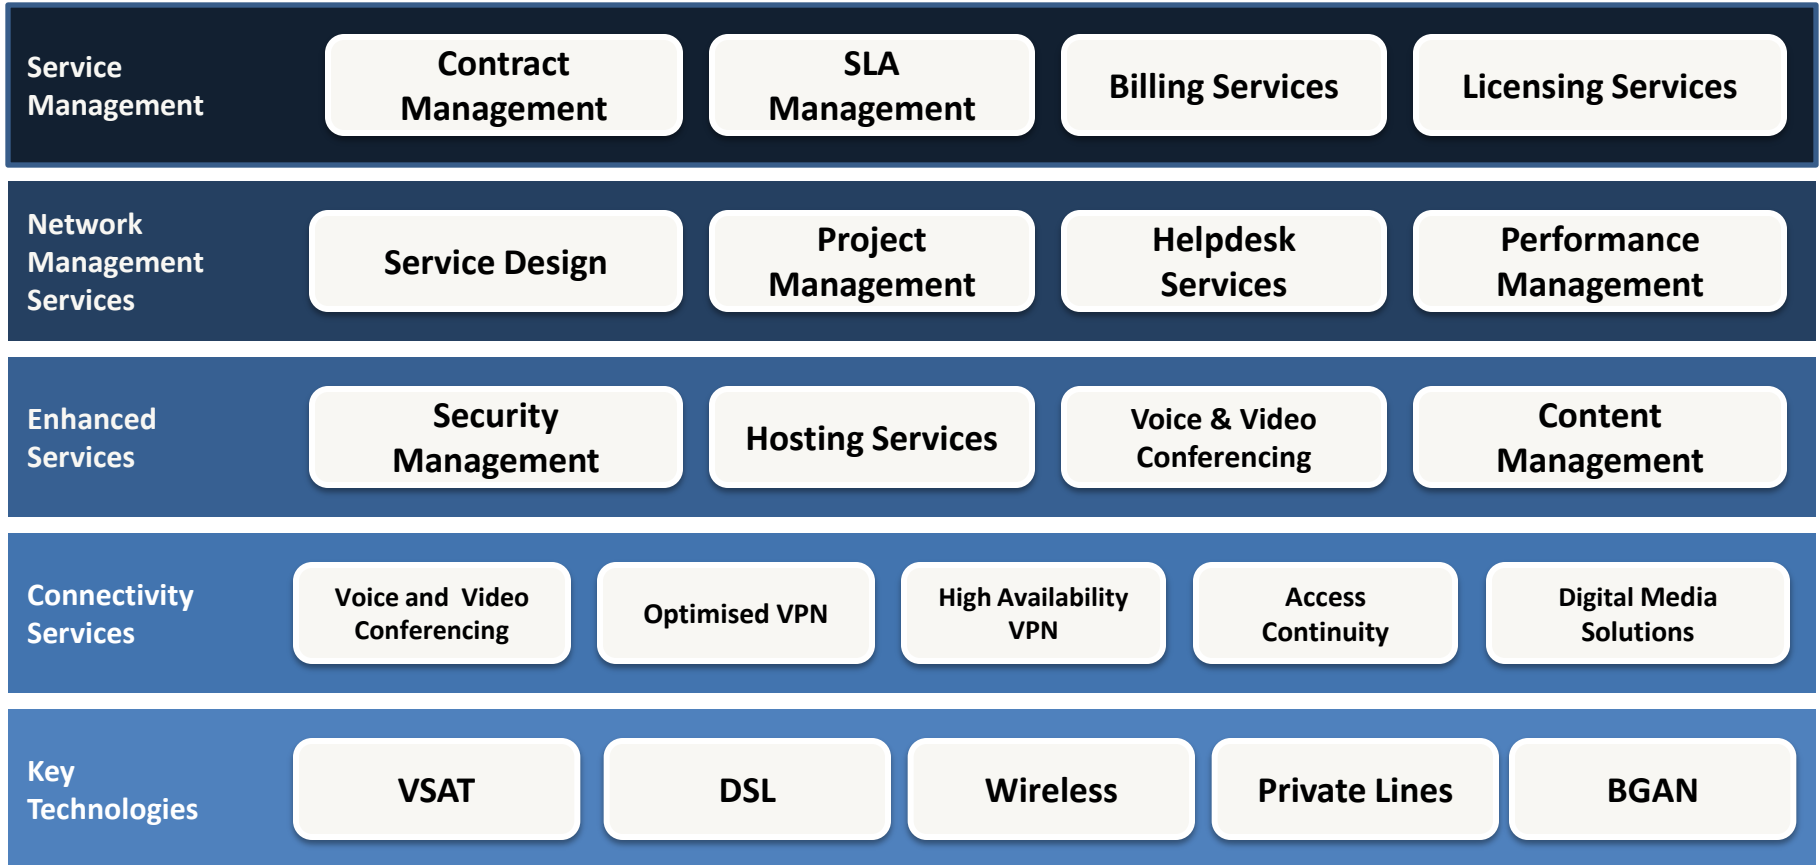 Service
Management
Contract
Management
SLA
Management
Billing Services
Licensing Services
Network
Management
Services
Service Design
Project
Management
Helpdesk
Services
Performance
Management
Enhanced
Services
Security
Management
Hosting Services
Voice & Video
Conferencing
Content
Management
Connectivity
Services
Voice and  Video
Conferencing
Optimised VPN
High Availability
VPN
Access
Continuity
Digital Media
Solutions
Key
Technologies
VSAT
DSL
Wireless
Private Lines
BGAN